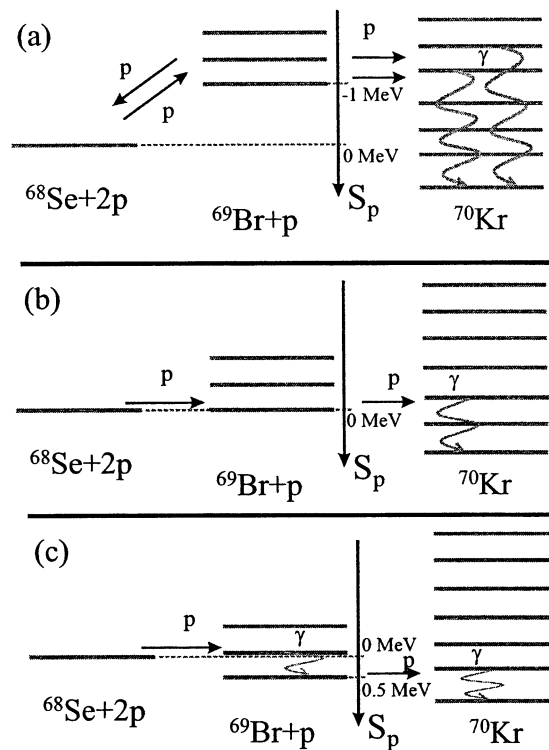 (a)
p
γ
p
p
-1 MeV
0 MeV
⁶⁸Se+2p
⁶⁹Br+p
Sₚ
⁷⁰Kr
(b)
p
p
γ
0 MeV
⁶⁸Se+2p
⁶⁹Br+p
Sₚ
⁷⁰Kr
(c)
p
γ
0 MeV
p
γ
0.5 MeV
⁶⁸Se+2p
⁶⁹Br+p
Sₚ
⁷⁰Kr